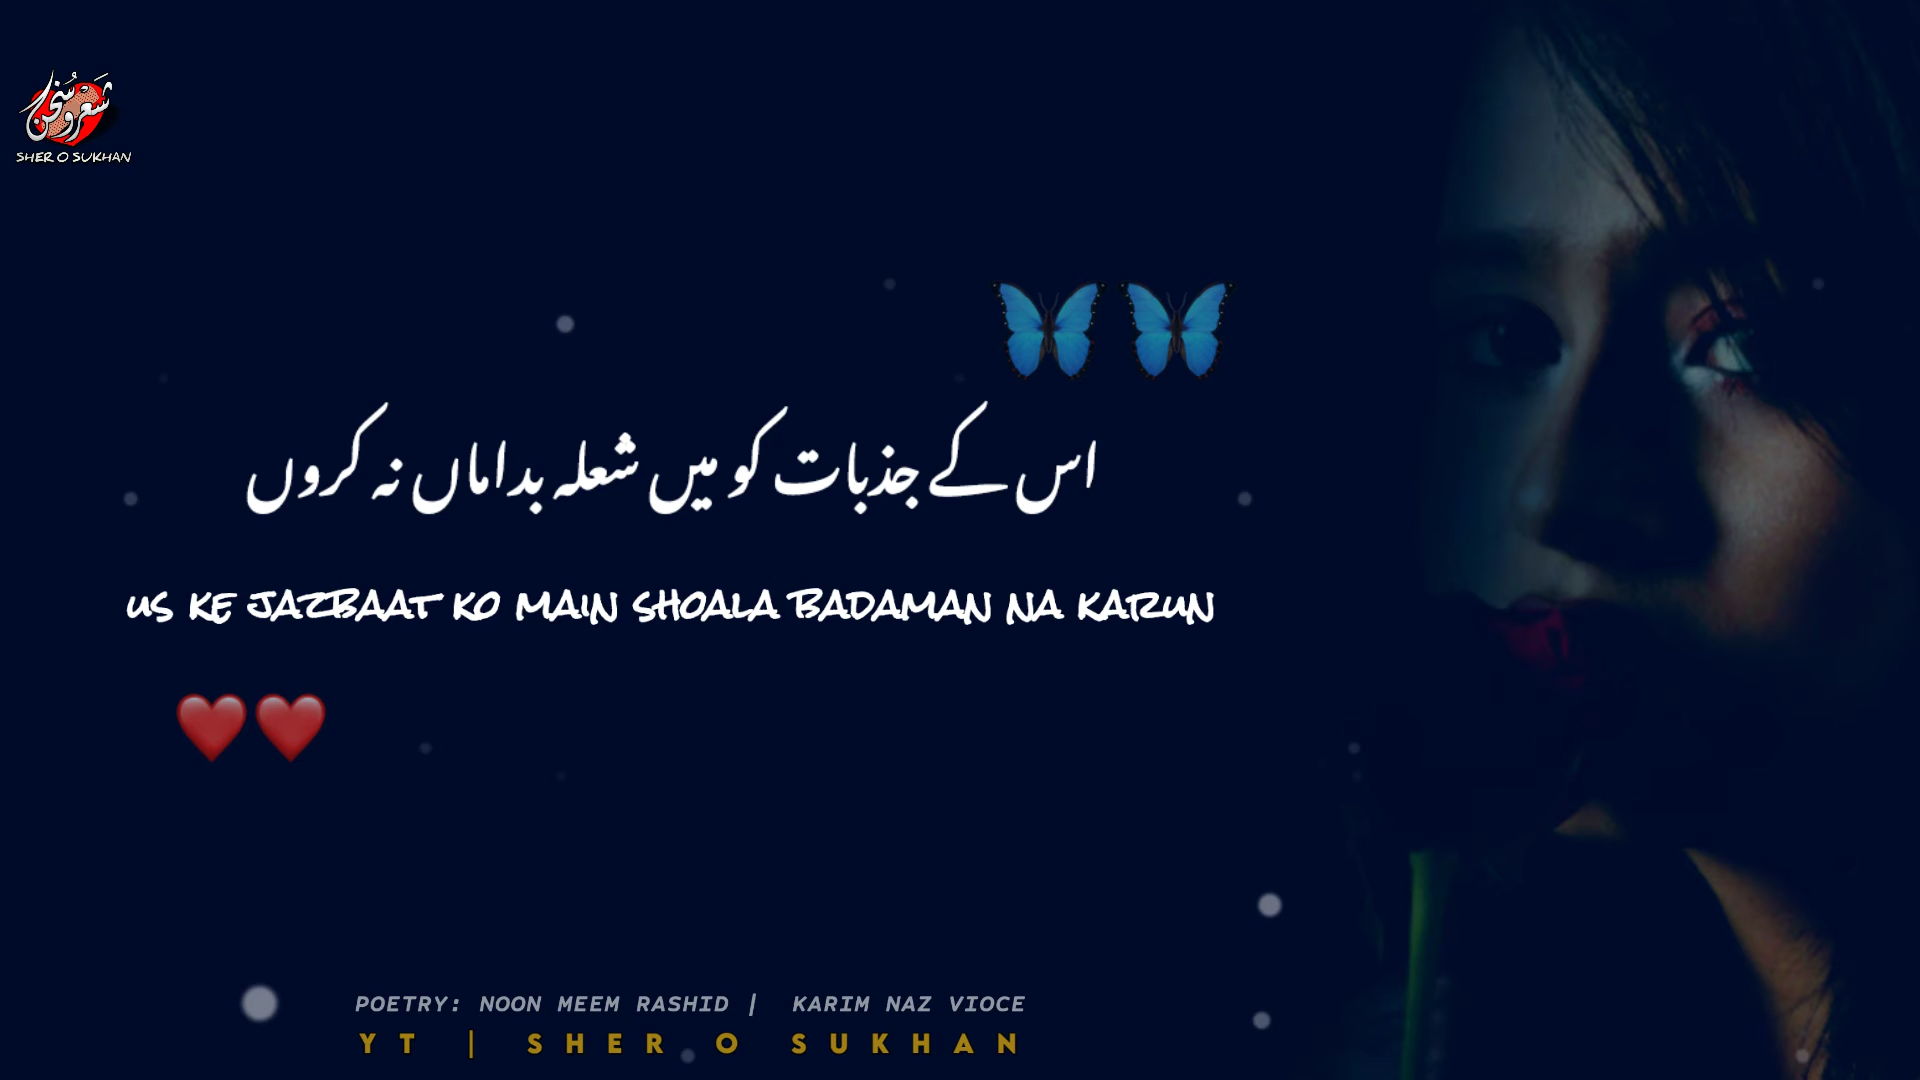 شعر و سخن
SHER O SUKHAN
اس کے جذبات کو میں شعلہ بداماں نہ کروں
US KE JAZBAAT KO MAIN SHOALA BADAMAN NA KARUN
POETRY: NOON MEEM RASHID | KARIM NAZ VIOCE
YT | SHER O SUKHAN